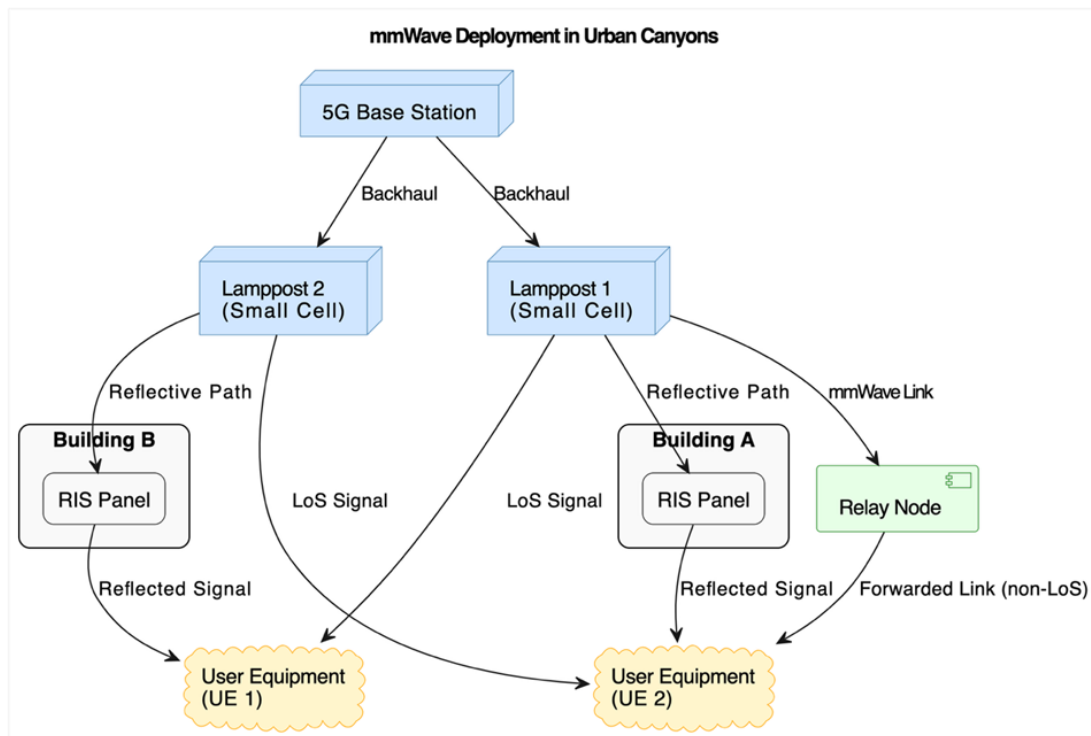 mmWave Deployment in Urban Canyons
5G Base Station
Backhaul
Backhaul
Lamppost 2
(Small Cell)
Lamppost 1
(Small Cell)
Reflective Path
Reflective Path
mmWave Link
Building B
Building A
RIS Panel
LoS Signal
LoS Signal
RIS Panel
Relay Node
Reflected Signal
Reflected Signal
Forwarded Link (non-LoS)
User Equipment
(UE 1)
User Equipment
(UE 2)